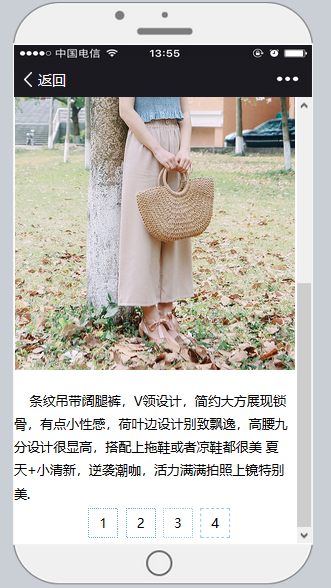 中国电信
13:55
返回
条纹吊带阔腿裤，V领设计，简约大方展现锁
骨，有点小性感，荷叶边设计别致飘逸，高腰九
分设计很显高，搭配上拖鞋或者凉鞋都很美 夏
天+小清新，逆袭潮咖，活力满满拍照上镜特别
美.
1 2 3 4